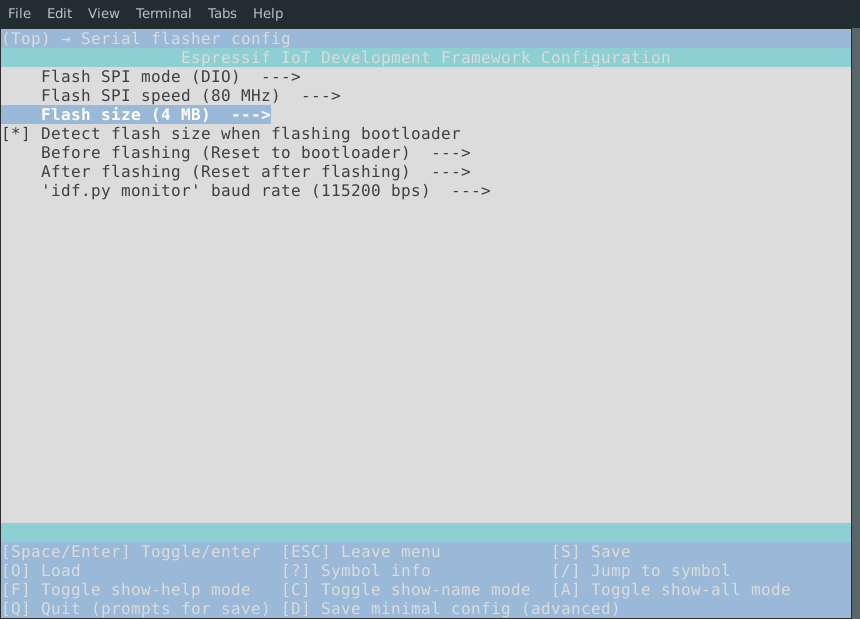 File Edit View Terminal Tabs Help
(Top) → Serial flasher config
Espressif IoT Development Framework Configuration
Flash SPI mode (DIO)  --->
Flash SPI speed (80 MHz)  --->
Flash size (4 MB)  --->
[*] Detect flash size when flashing bootloader
Before flashing (Reset to bootloader)  --->
After flashing (Reset after flashing)  --->
'idf.py monitor' baud rate (115200 bps)  --->
[Space/Enter] Toggle/enter  [ESC] Leave menu  [S] Save
[O] Load  [?] Symbol info  [/] Jump to symbol
[F] Toggle show-help mode  [C] Toggle show-name mode  [A] Toggle show-all mode
[Q] Quit (prompts for save) [D] Save minimal config (advanced)